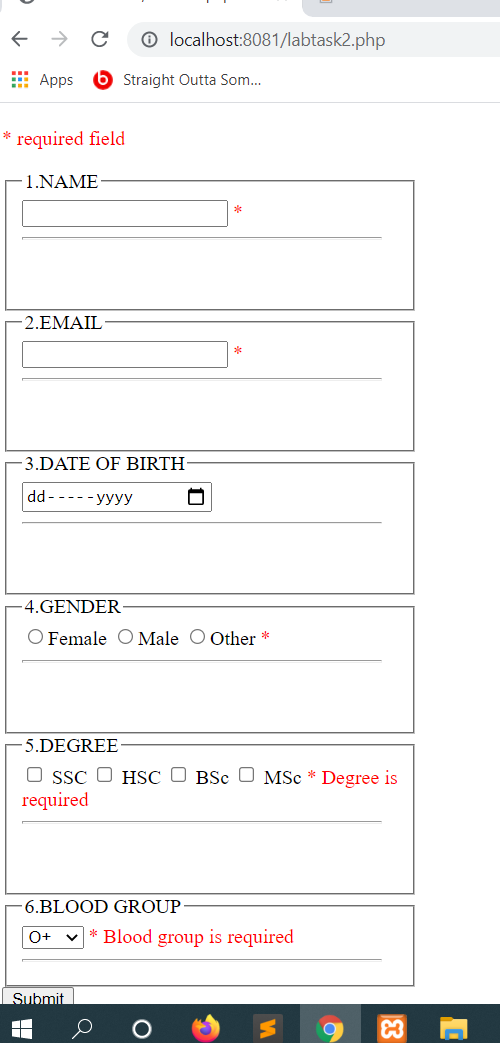 localhost:8081/labtask2.php
Apps Straight Outta Som...
* required field
1.NAME
*
2.EMAIL
*
3.DATE OF BIRTH
dd-----yyyy
4.GENDER
Female Male Other *
5.DEGREE
SSC HSC BSc MSc * Degree is
required
6.BLOOD GROUP
O+ * Blood group is required
Submit